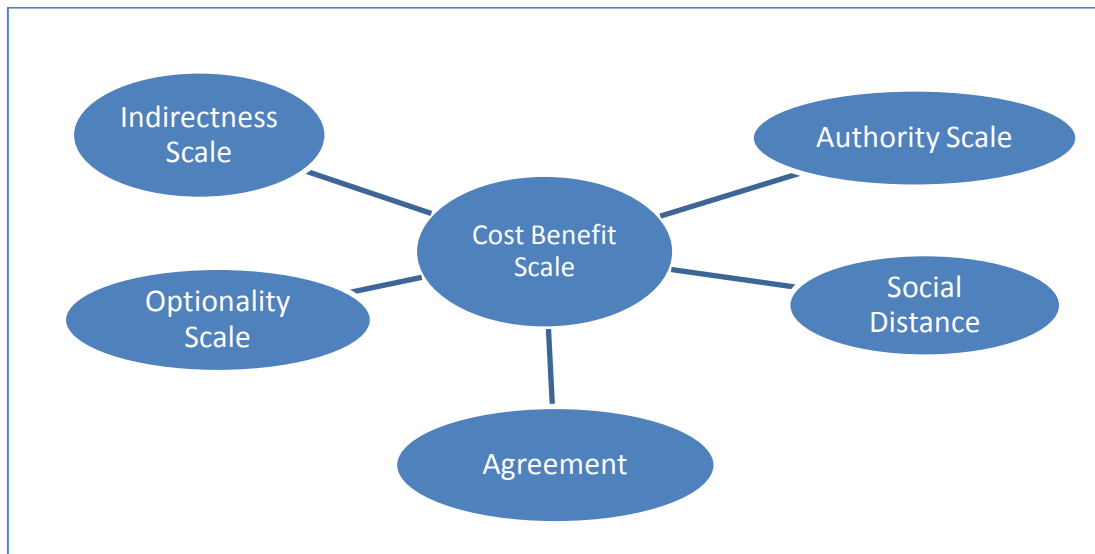 Indirectness
Scale
Authority Scale
Cost Benefit
Scale
Optionality
Scale
Social
Distance
Agreement